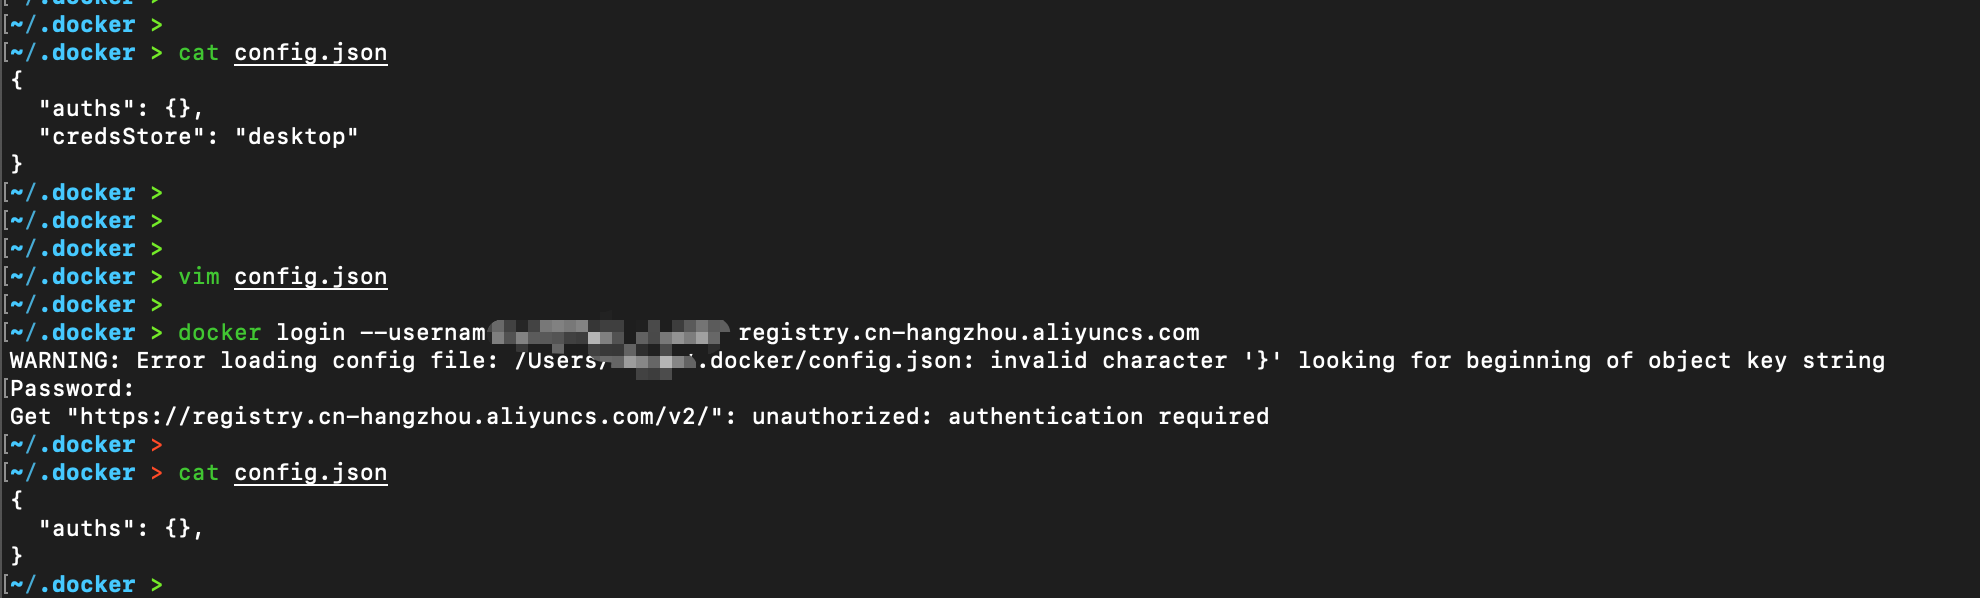 [~/.docker >
[~/.docker > cat config.json
{
  "auths": {},
  "credsStore": "desktop"
}
[~/.docker >
[~/.docker >
[~/.docker >
[~/.docker > vim config.json
[~/.docker >
[~/.docker > docker login --usernam registry.cn-hangzhou.aliyuncs.com
WARNING: Error loading config file: /Users/ .docker/config.json: invalid character '}' looking for beginning of object key string
[Password:
Get "https://registry.cn-hangzhou.aliyuncs.com/v2/": unauthorized: authentication required
[~/.docker >
[~/.docker > cat config.json
{
  "auths": {},
}
[~/.docker >